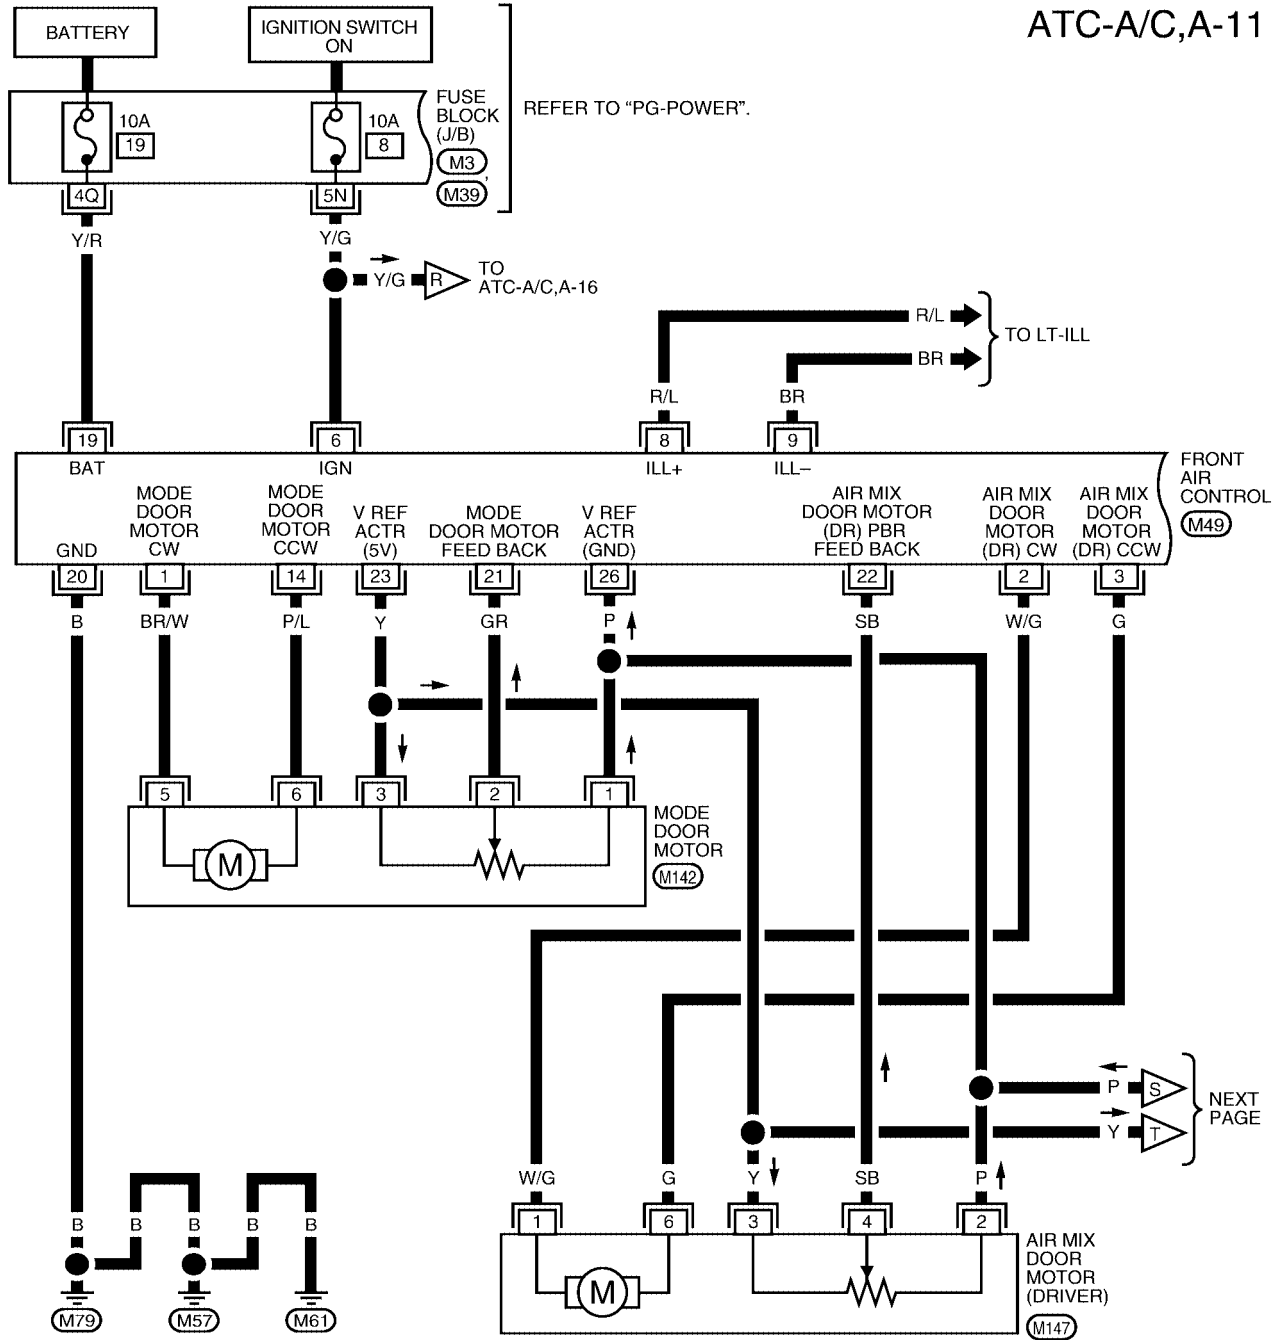 ATC-A/C,A-11
BATTERY
IGNITION SWITCH
ON
10A
19
10A
8
FUSE
BLOCK
(J/B)
M3
,
M39
REFER TO “PG-POWER”.
4Q
5N
Y/R
Y/G
Y/G
R
TO
ATC-A/C,A-16
R/L
BR
TO LT-ILL
R/L
BR
19
6
8
9
BAT
IGN
ILL+
ILL–
FRONT
AIR
CONTROL
M49
GND
MODE
DOOR
MOTOR
CW
MODE
DOOR
MOTOR
CCW
V REF
ACTR
(5V)
MODE
DOOR MOTOR
FEED BACK
V REF
ACTR
(GND)
AIR MIX
DOOR MOTOR
(DR) PBR
FEED BACK
AIR MIX
DOOR
MOTOR
(DR) CW
AIR MIX
DOOR
MOTOR
(DR) CCW
20
1
14
23
21
26
22
2
3
B
BR/W
P/L
Y
GR
P
SB
W/G
G
5
6
3
2
1
M
MODE
DOOR
MOTOR
M142
P
S
Y
T
NEXT
PAGE
W/G
G
Y
SB
P
1
6
3
4
2
M
AIR MIX
DOOR
MOTOR
(DRIVER)
M147
B
B
B
B
B
M79
M57
M61